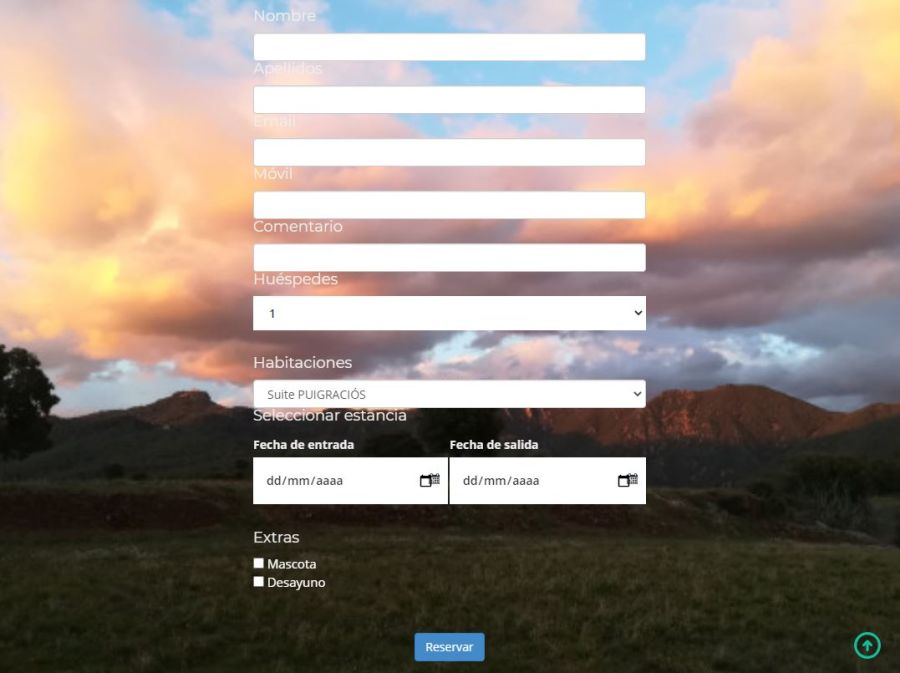 Nombre
Apellidos
Email
Móvil
Comentario
Huéspedes
1
Habitaciones
Suite PUIGRACIÓS
Seleccionar estancia
Fecha de entrada Fecha de salida
dd/mm/aaaa dd/mm/aaaa
Extras
Mascota
Desayuno
Reservar